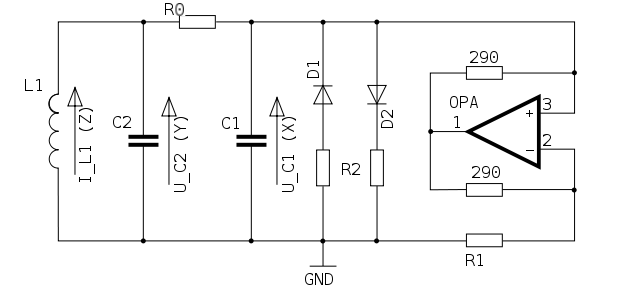 R0
L1
I_L1 (Z)
C2
U_C2 (Y)
C1
U_C1 (X)
D1
D2
R2
290
OPA
1
3
+
2
−
290
R1
GND